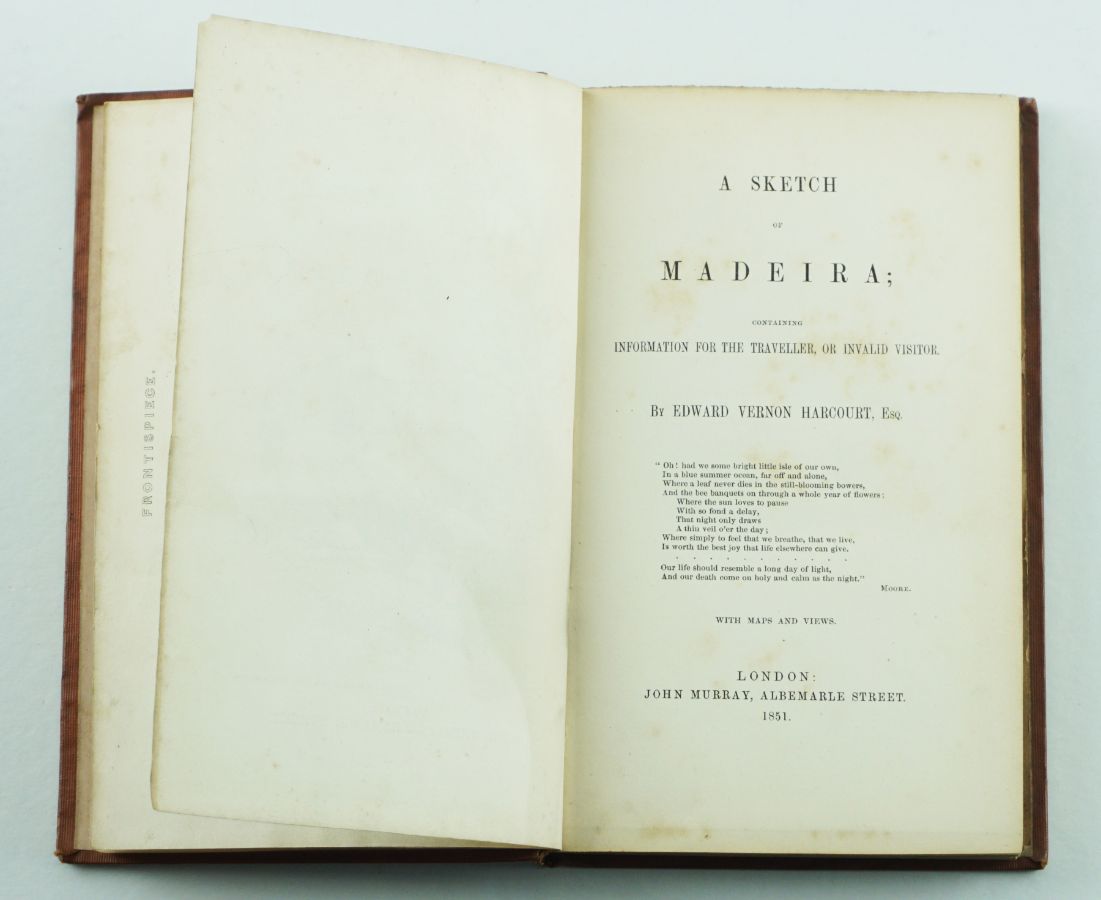 FRONTISPIECE.
A SKETCH
OF
MADEIRA;
CONTAINING
INFORMATION FOR THE TRAVELLER, OR INVALID VISITOR.
By EDWARD VERNON HARCOURT, Esq.
“ Oh! had we some bright little isle of our own,
In a blue summer ocean, far off and alone,
Where a leaf never dies in the still-blooming bowers,
And the bee banquets on through a whole year of flowers;
Where the sun loves to pause
With so fond a delay,
That night only draws
A thin veil o'er the day;
Where simply to feel that we breathe, that we live,
Is worth the best joy that life elsewhere can give.
. . . . . . . . . . .
Our life should resemble a long day of light,
And our death come on holy and calm as the night.”
Moore.
WITH MAPS AND VIEWS.
LONDON:
JOHN MURRAY, ALBEMARLE STREET.
1851.